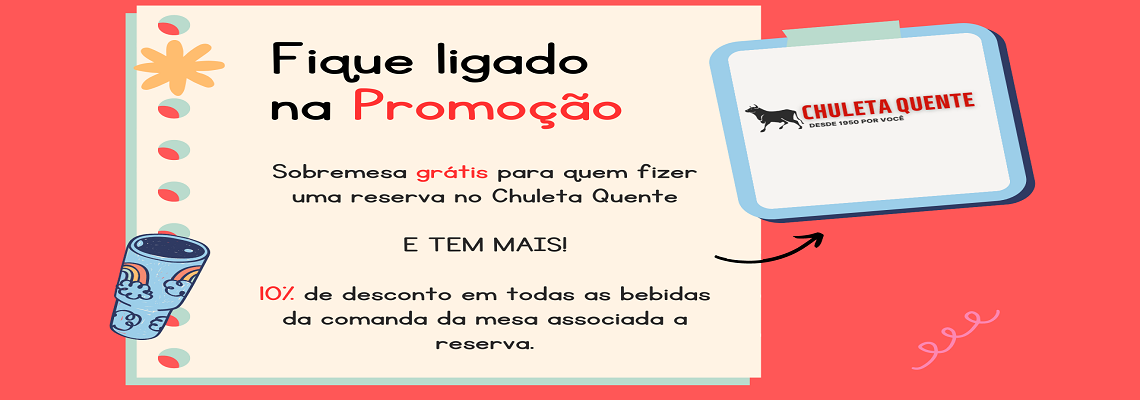 Fique ligado
na Promoção
Sobremesa grátis para quem fizer
uma reserva no Chuleta Quente
E TEM MAIS!
10% de desconto em todas as bebidas
da comanda da mesa associada a
reserva.
CHULETA QUENTE
DESDE 1950 POR VOCÊ